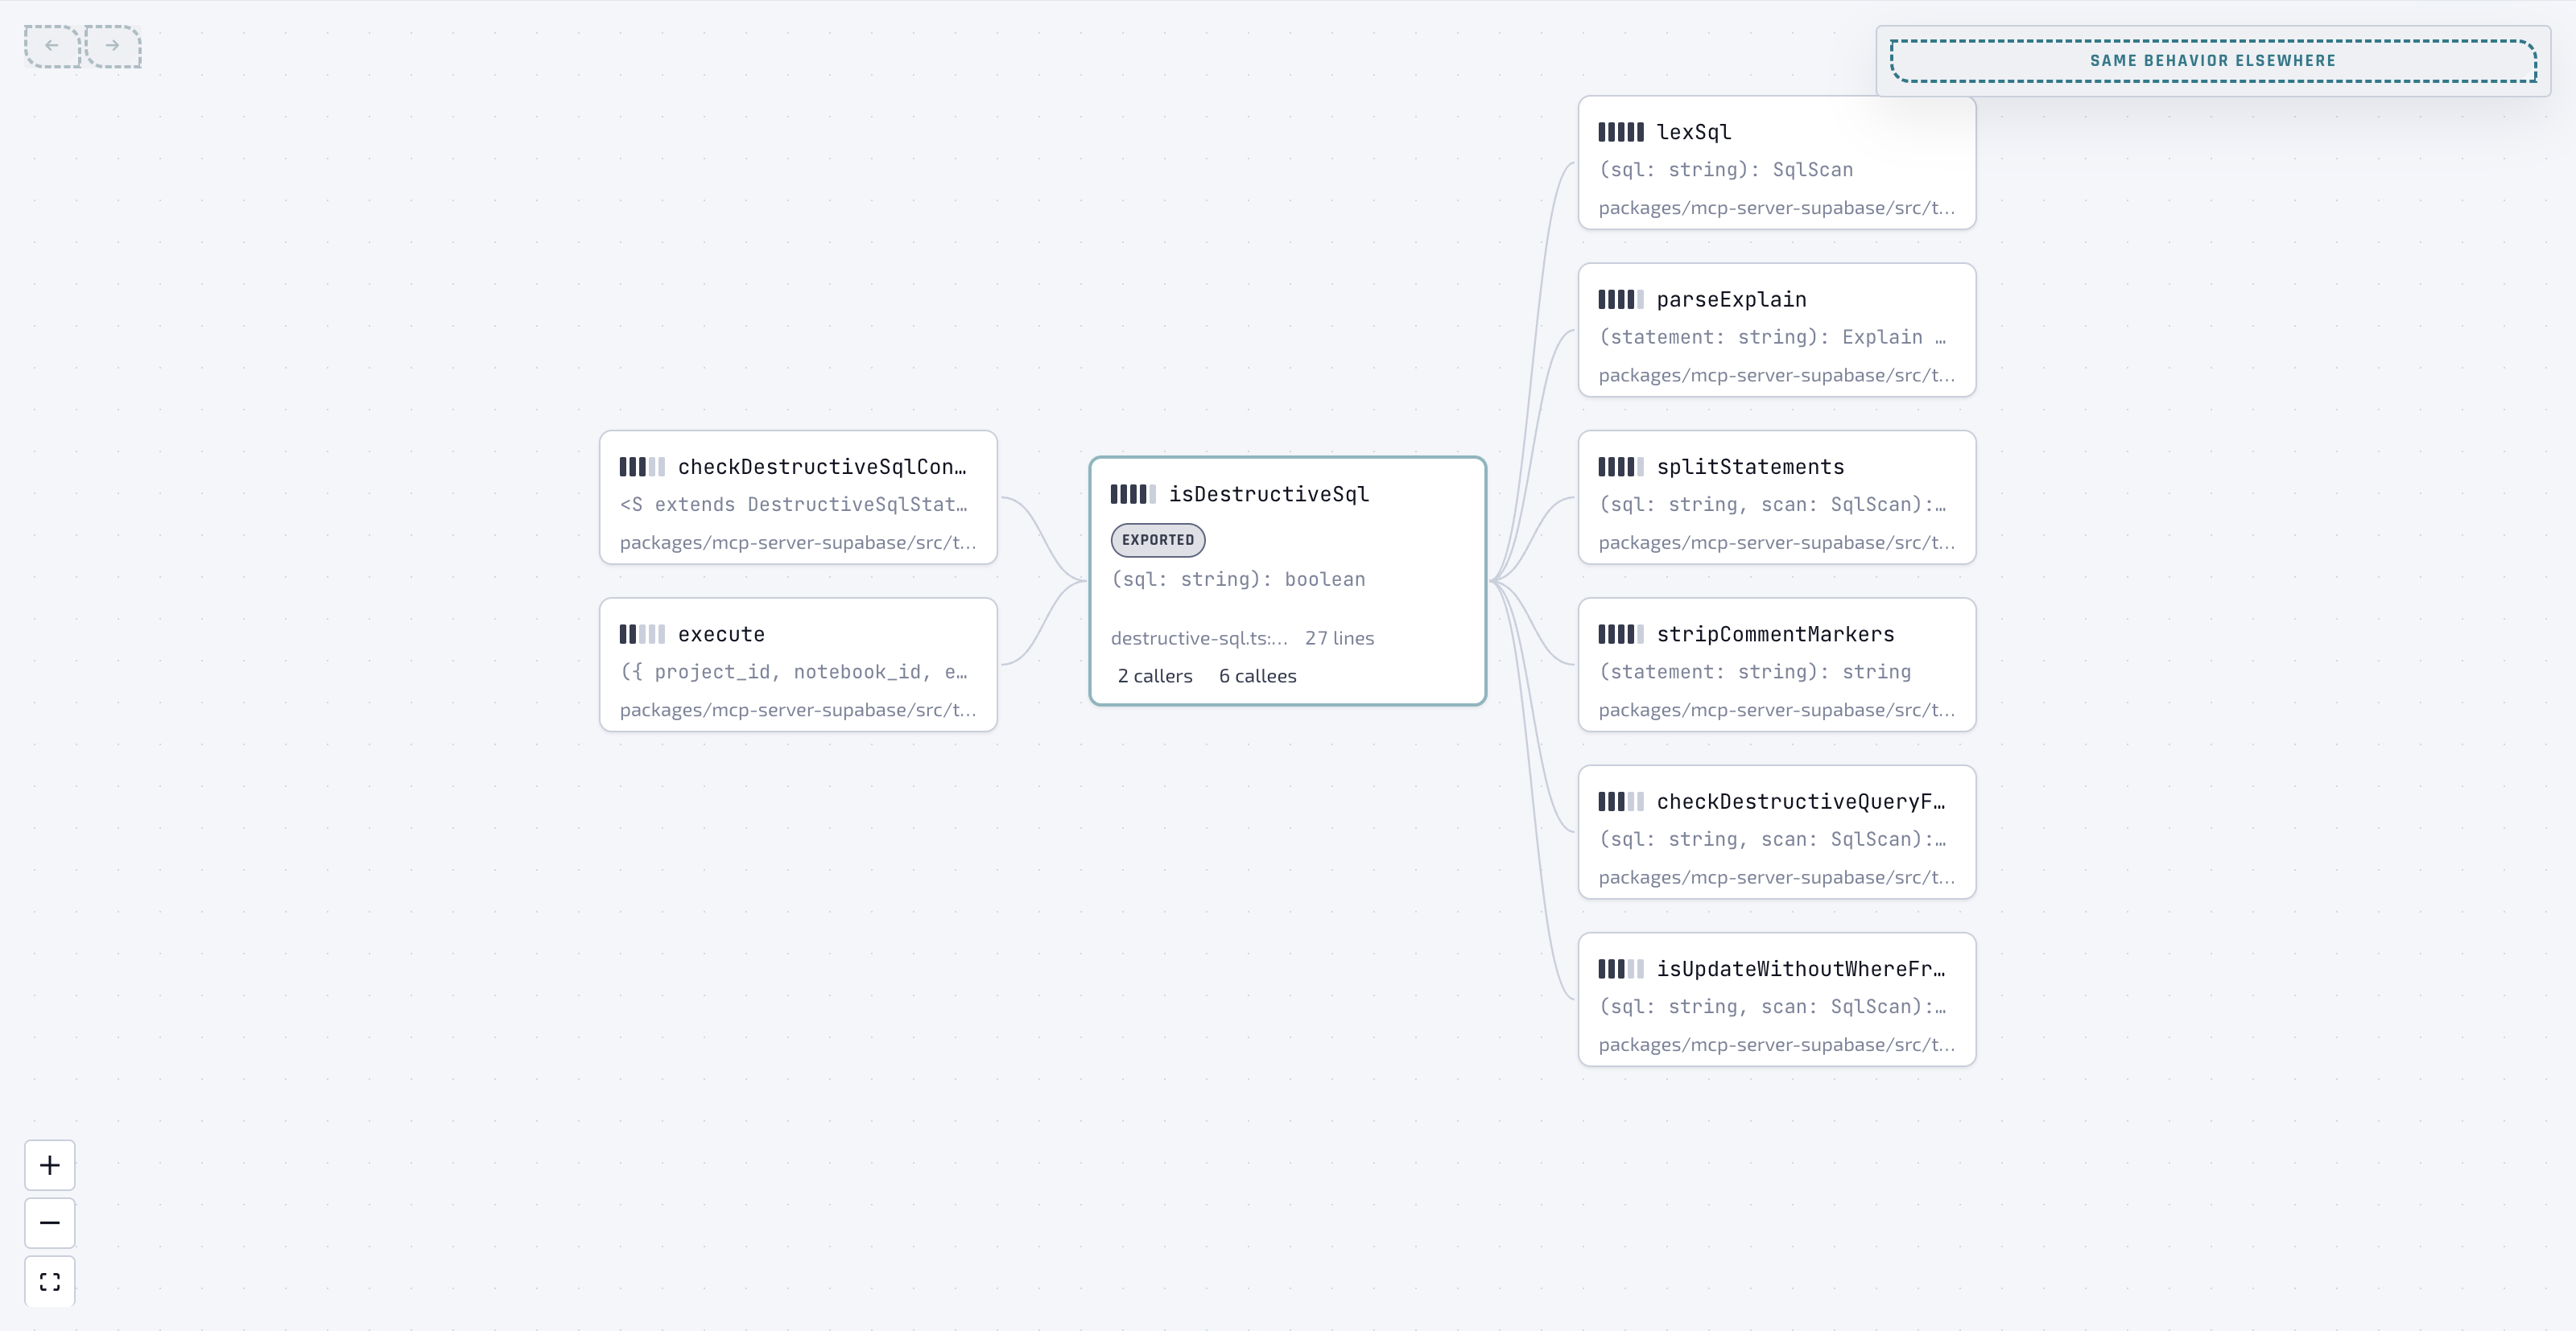 SAME BEHAVIOR ELSEWHERE
lexSql
(sql: string): SqlScan
packages/mcp-server-supabase/src/t…
parseExplain
(statement: string): Explain …
packages/mcp-server-supabase/src/t…
checkDestructiveSqlCon…
<S extends DestructiveSqlStat…
packages/mcp-server-supabase/src/t…
execute
({ project_id, notebook_id, e…
packages/mcp-server-supabase/src/t…
isDestructiveSql
EXPORTED
(sql: string): boolean
destructive-sql.ts:… 27 lines
2 callers 6 callees
splitStatements
(sql: string, scan: SqlScan):…
packages/mcp-server-supabase/src/t…
stripCommentMarkers
(statement: string): string
packages/mcp-server-supabase/src/t…
checkDestructiveQueryF…
(sql: string, scan: SqlScan):…
packages/mcp-server-supabase/src/t…
isUpdateWithoutWhereFr…
(sql: string, scan: SqlScan):…
packages/mcp-server-supabase/src/t…